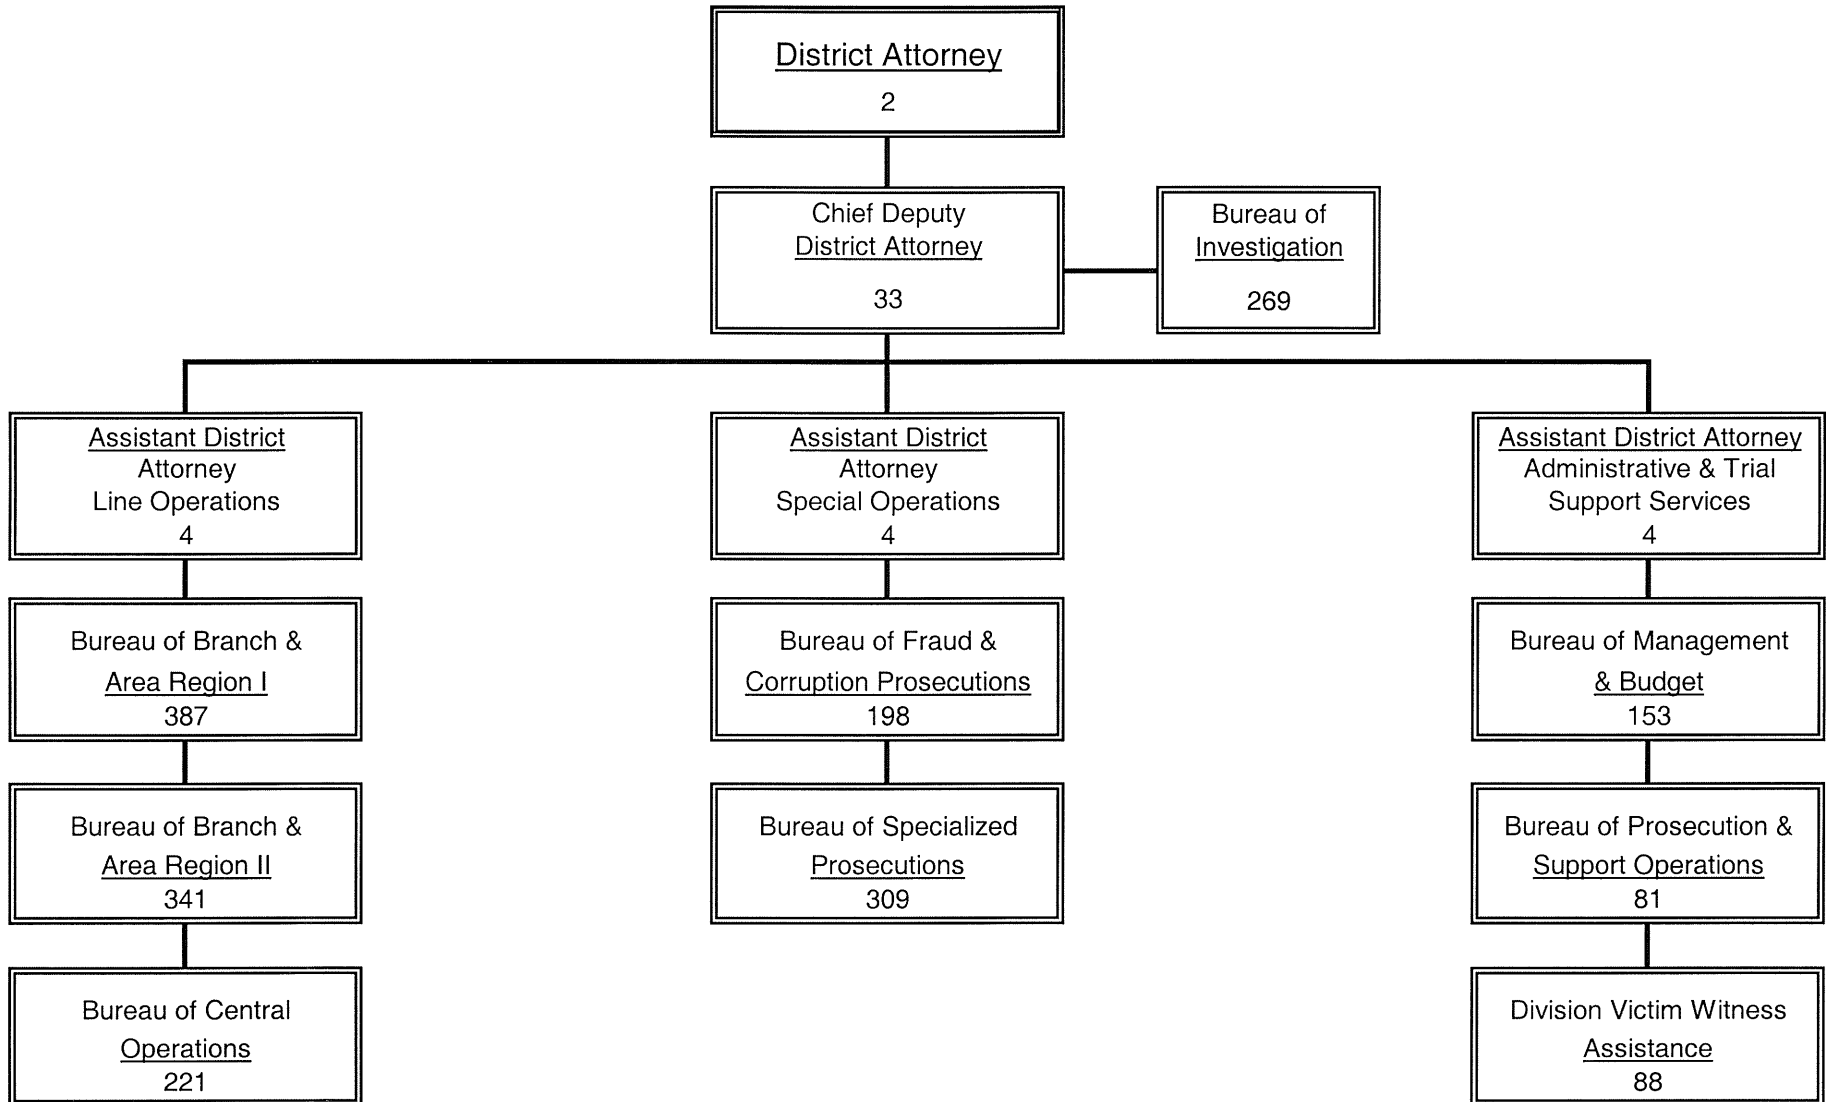 District Attorney
2
Chief Deputy
District Attorney
33
Bureau of
Investigation
269
Assistant District
Attorney
Line Operations
4
Assistant District
Attorney
Special Operations
4
Assistant District Attorney
Administrative & Trial
Support Services
4
Bureau of Branch &
Area Region I
387
Bureau of Fraud &
Corruption Prosecutions
198
Bureau of Management
& Budget
153
Bureau of Branch &
Area Region II
341
Bureau of Specialized
Prosecutions
309
Bureau of Prosecution &
Support Operations
81
Bureau of Central
Operations
221
Division Victim Witness
Assistance
88